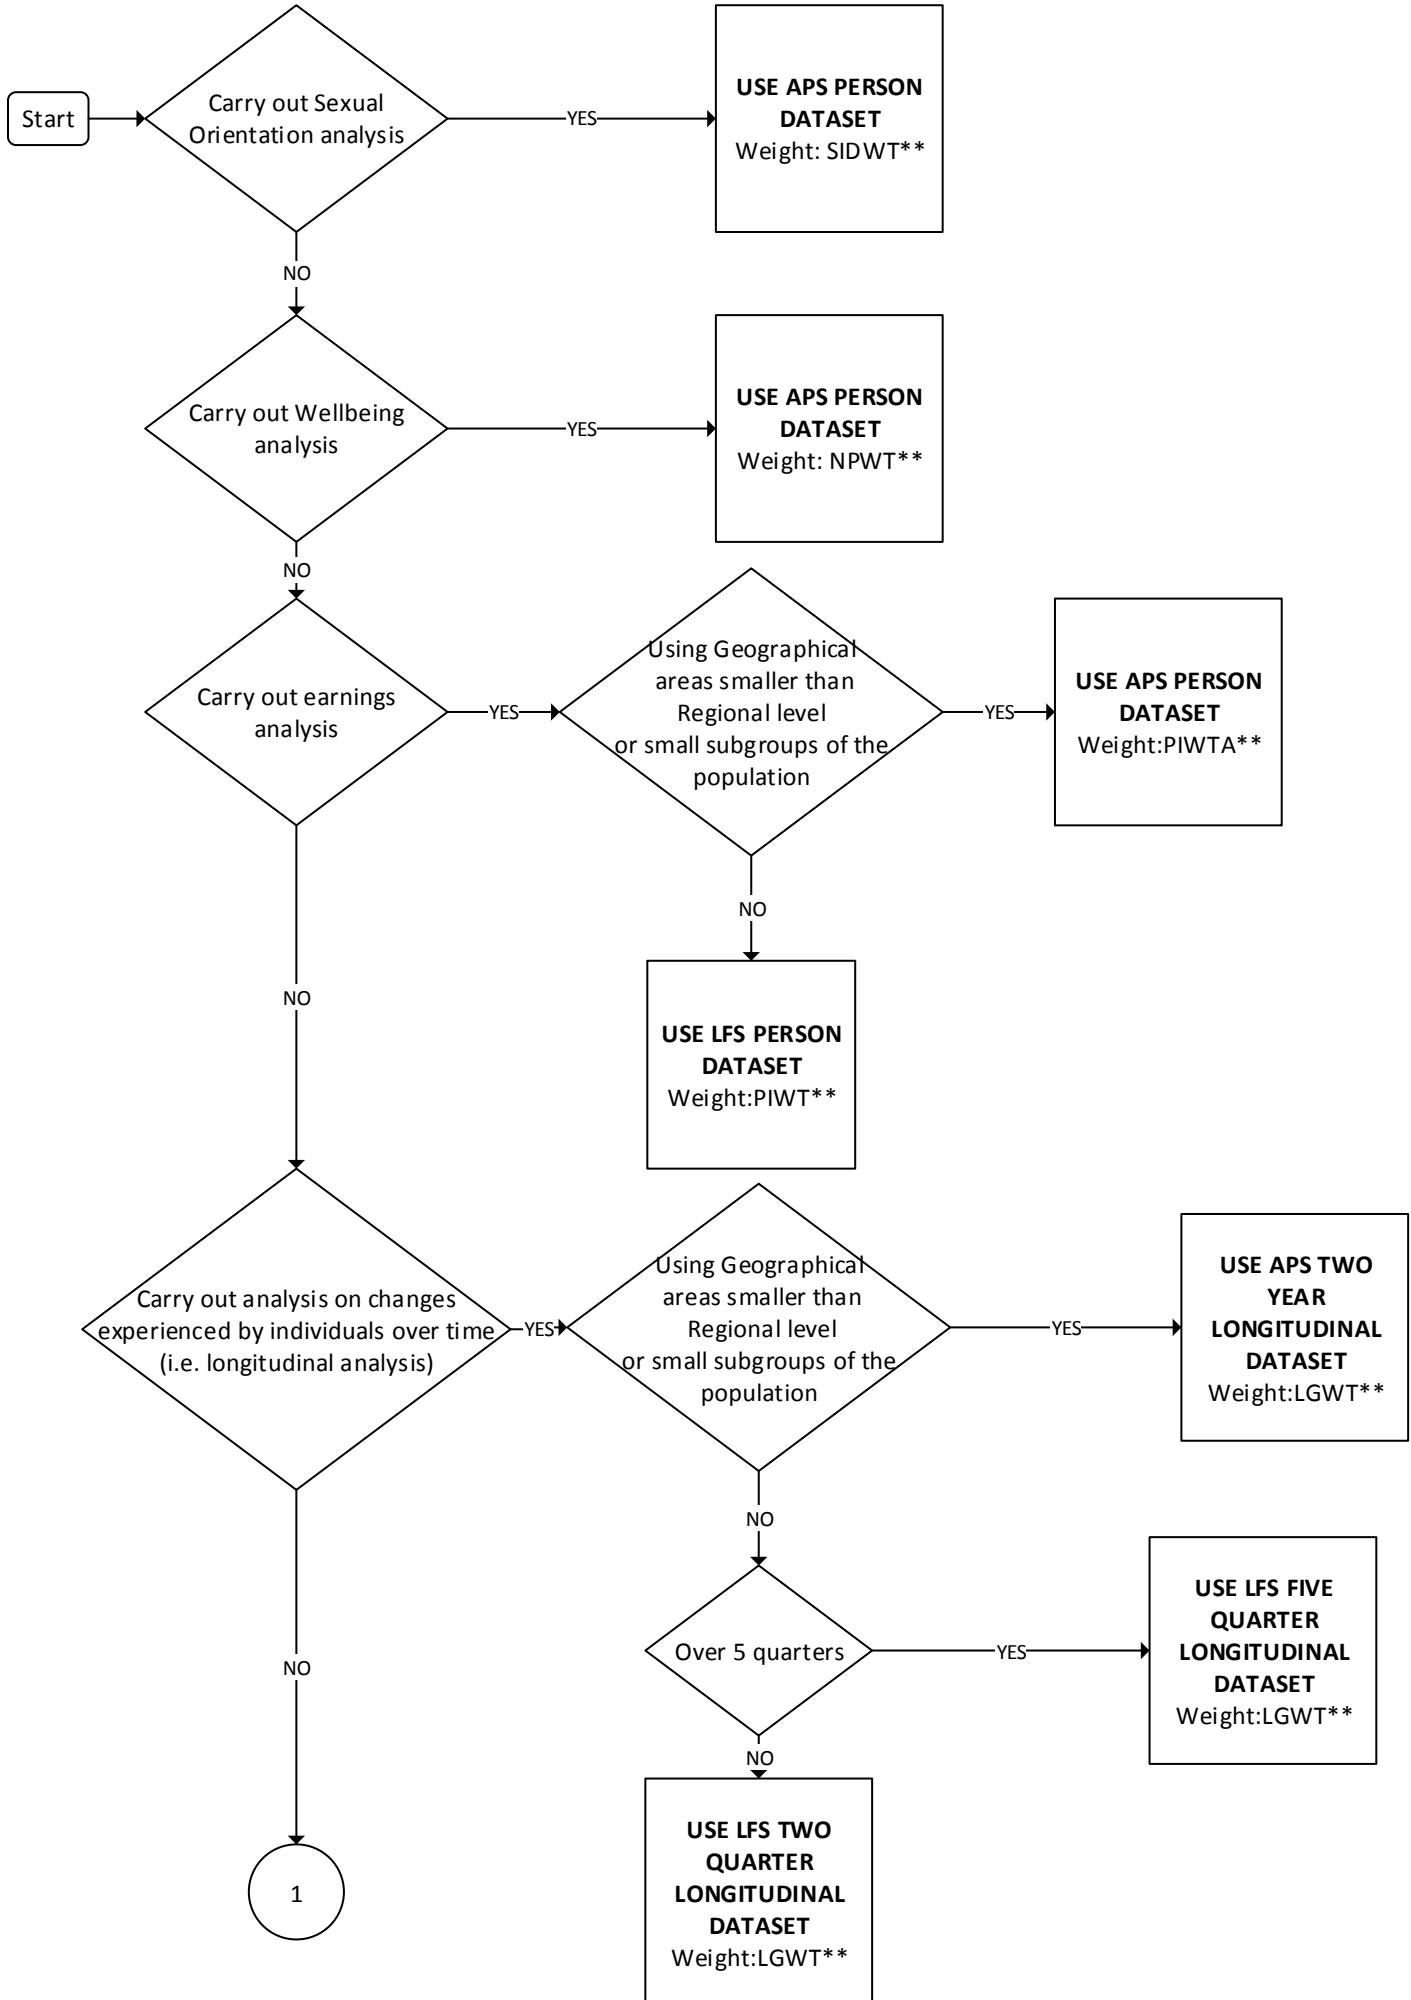 Start
Carry out Sexual
Orientation analysis
YES
USE APS PERSON
DATASET
Weight: SIDWT**
NO
Carry out Wellbeing
analysis
YES
USE APS PERSON
DATASET
Weight: NPWT**
NO
Carry out earnings
analysis
YES
Using Geographical
areas smaller than
Regional level
or small subgroups of the
population
YES
USE APS PERSON
DATASET
Weight:PIWTA**
NO
USE LFS PERSON
DATASET
Weight:PIWT**
NO
Carry out analysis on changes
experienced by individuals over time
(i.e. longitudinal analysis)
YES
Using Geographical
areas smaller than
Regional level
or small subgroups of the
population
YES
USE APS TWO
YEAR
LONGITUDINAL
DATASET
Weight:LGWT**
NO
Over 5 quarters
YES
USE LFS FIVE
QUARTER
LONGITUDINAL
DATASET
Weight:LGWT**
NO
USE LFS TWO
QUARTER
LONGITUDINAL
DATASET
Weight:LGWT**
NO
1